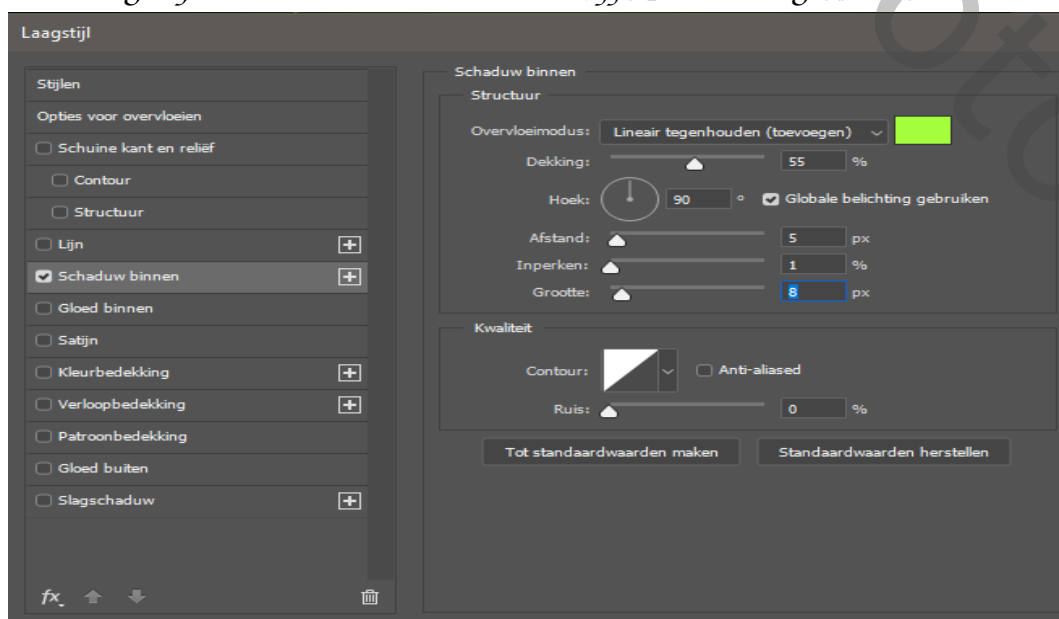 Laagstijl
Stijlen
Opties voor overvloeien
Schuine kant en reliëf
Contour
Structuur
Lijn
Schaduw binnen
Gloed binnen
Satijn
Kleurbedekking
Verloopbedekking
Patroonbedekking
Gloed buiten
Slagschaduw
fx
Schaduw binnen
Structuur
Overvloeimodus: Lineair tegenhouden (toevoegen)
Dekking: 55 %
Hoek: 90 ° Globale belichting gebruiken
Afstand: 5 px
Inperken: 1 %
Grootte: 8 px
Kwaliteit
Contour: Anti-aliased
Ruis: 0 %
Tot standaardwaarden maken Standaardwaarden herstellen